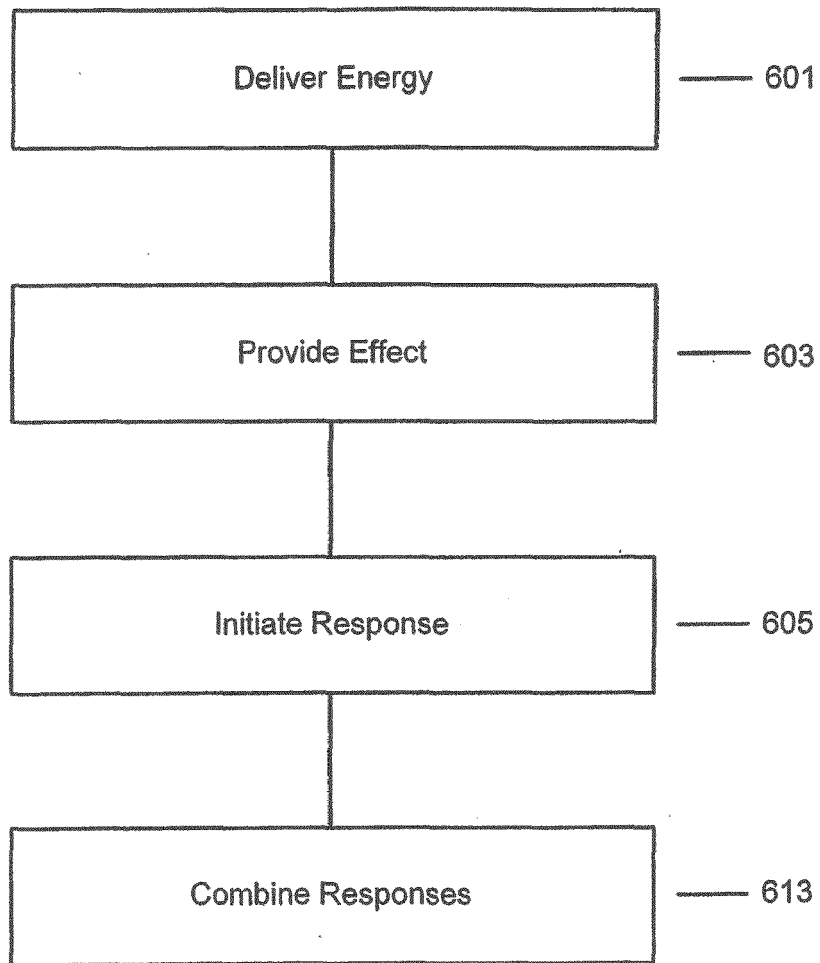 Deliver Energy 601
Provide Effect 603
Initiate Response 605
Combine Responses 613